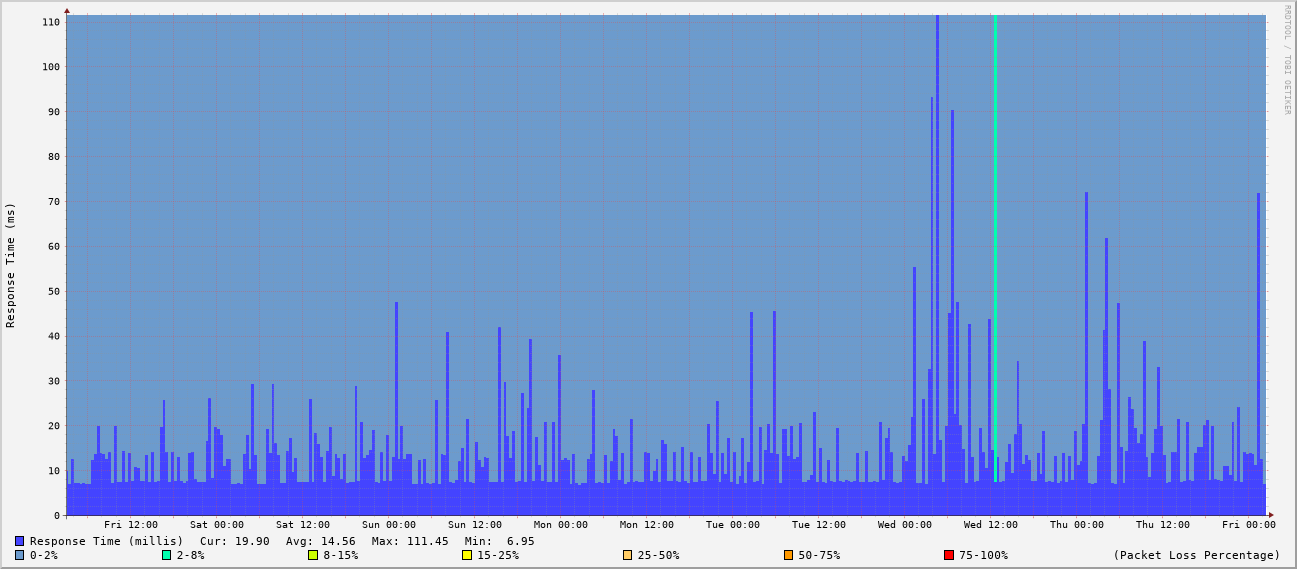 RRDTOOL / TOBI OETIKER
Response Time (ms)
110
100
90
80
70
60
50
40
30
20
10
0
Fri 12:00 Sat 00:00 Sat 12:00 Sun 00:00 Sun 12:00 Mon 00:00 Mon 12:00 Tue 00:00 Tue 12:00 Wed 00:00 Wed 12:00 Thu 00:00 Thu 12:00 Fri 00:00
Response Time (millis) Cur: 19.90 Avg: 14.56 Max: 111.45 Min: 6.95
0-2% 2-8% 8-15% 15-25% 25-50% 50-75% 75-100% (Packet Loss Percentage)